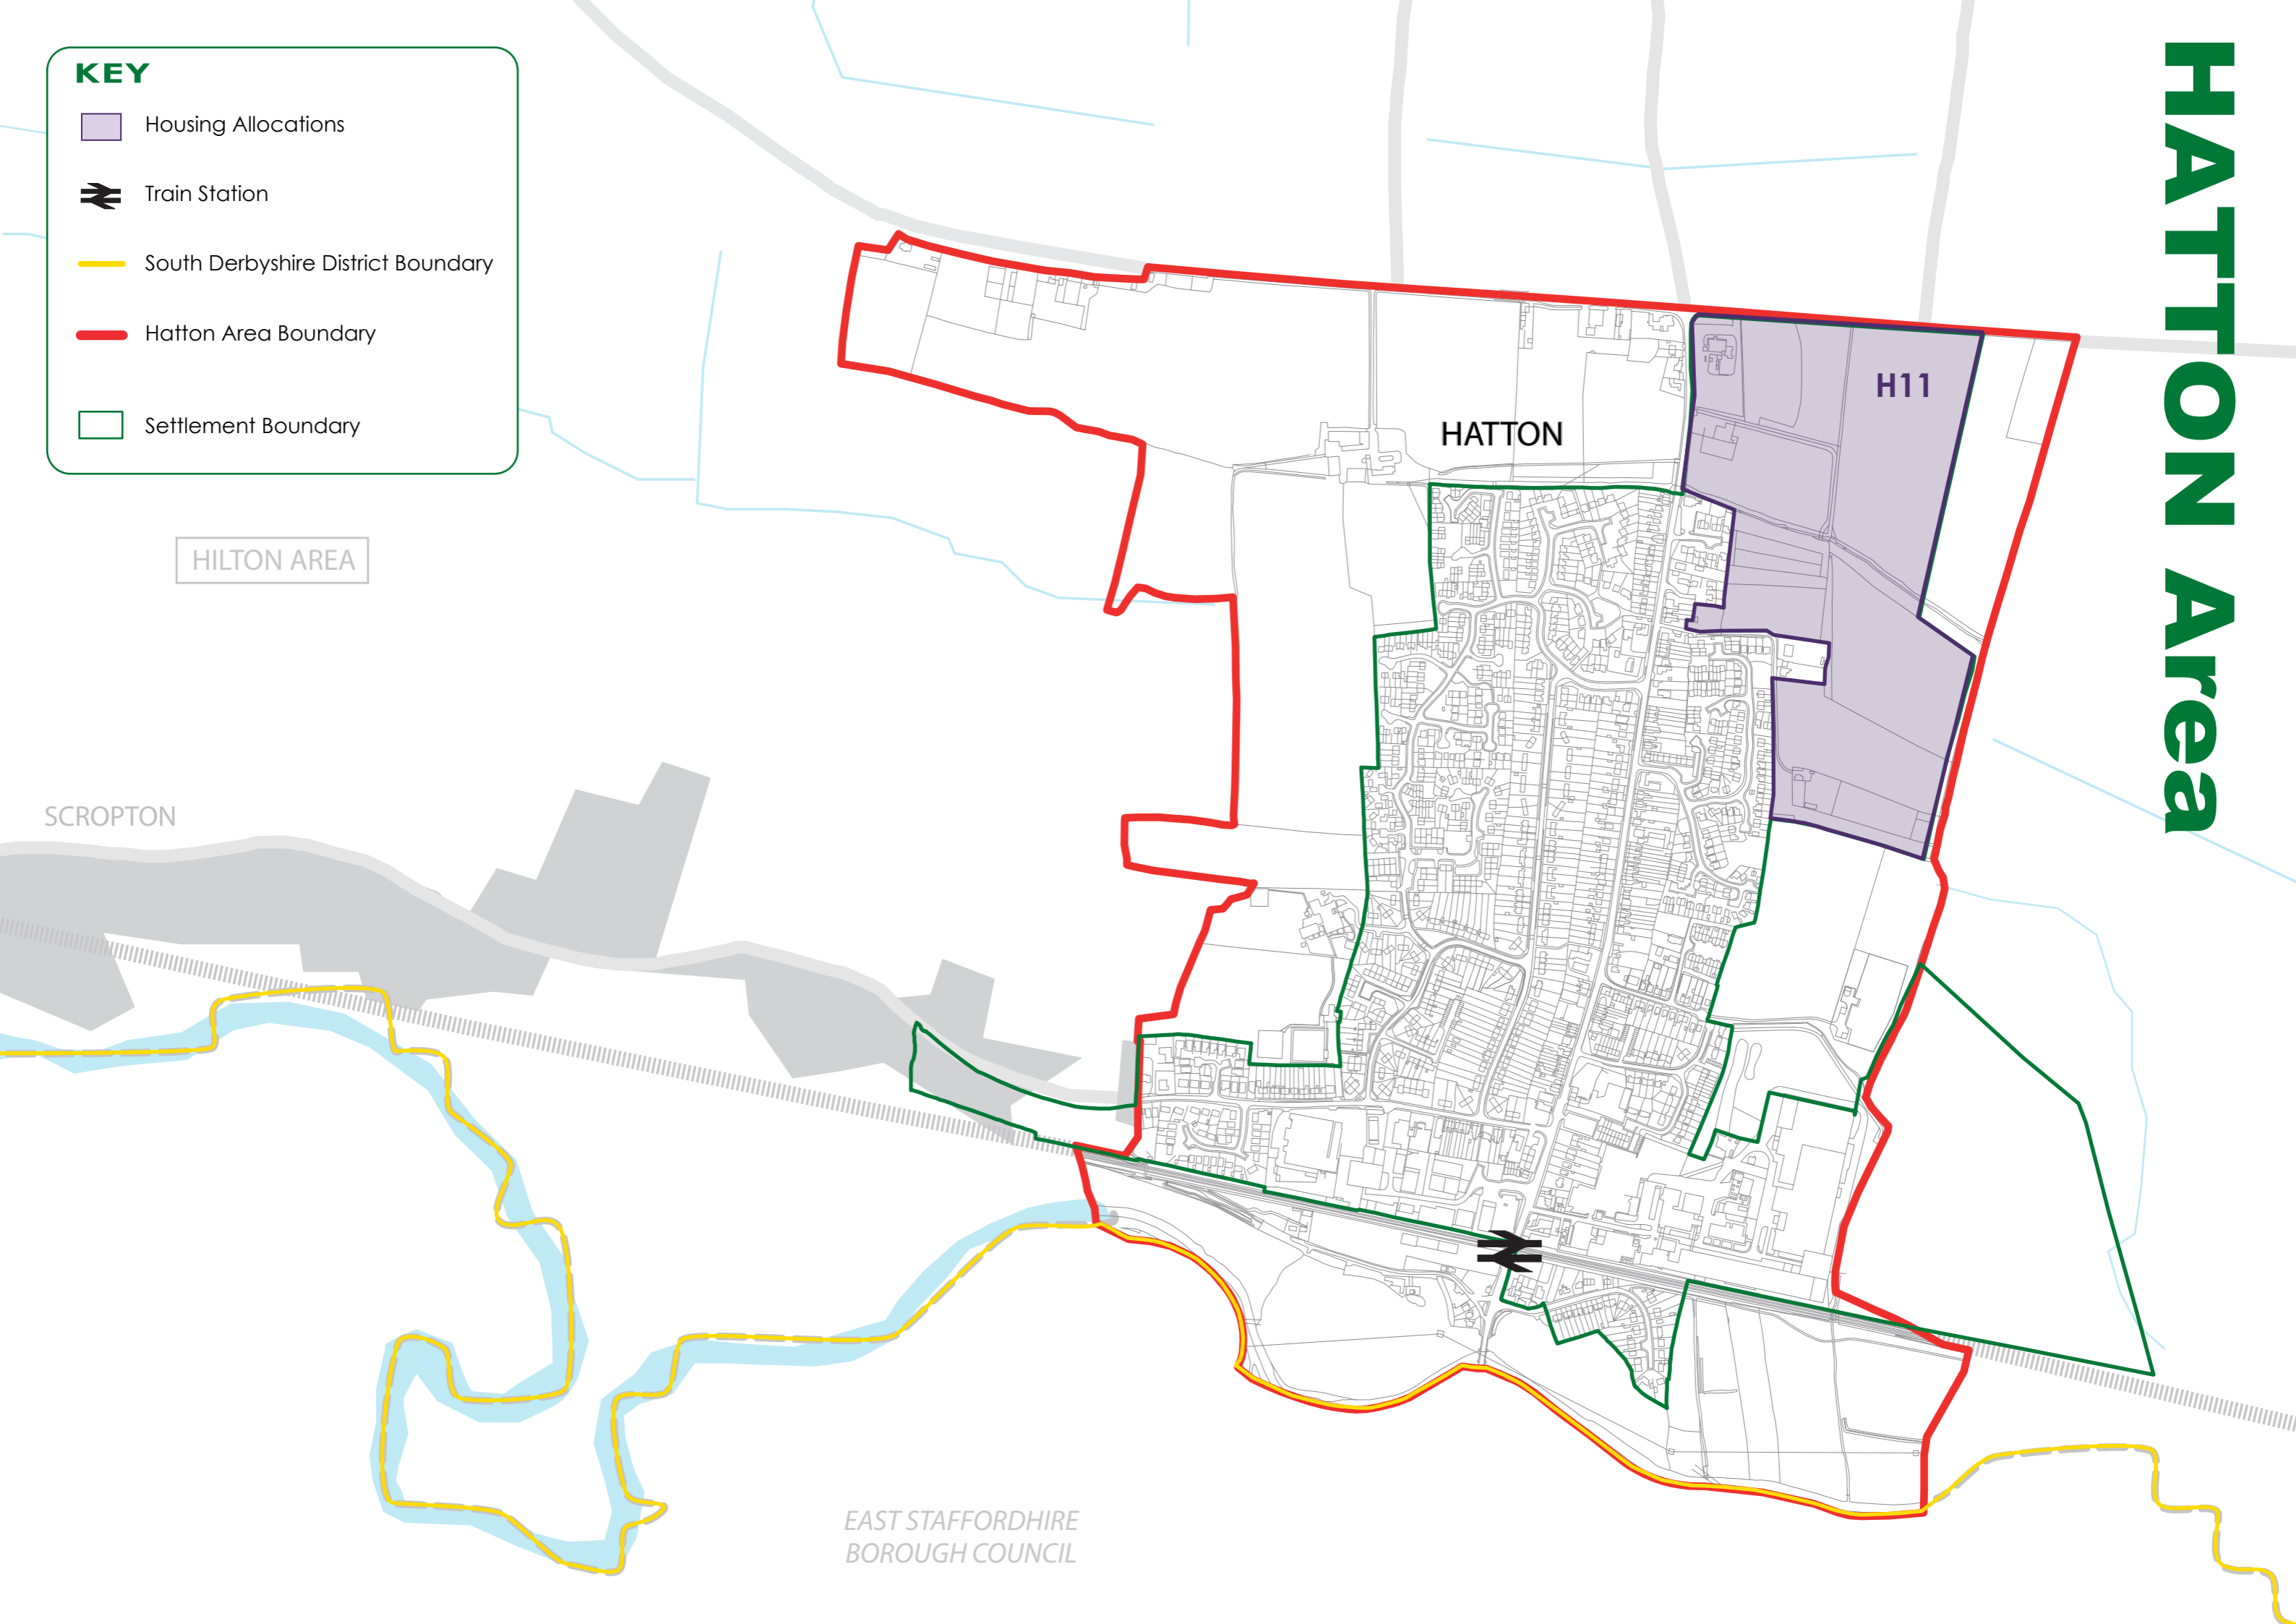 KEY
Housing Allocations
Train Station
South Derbyshire District Boundary
Hatton Area Boundary
Settlement Boundary
HILTON AREA
SCROPTON
HATTON
H11
EAST STAFFORDHIRE
BOROUGH COUNCIL
HATTON Area